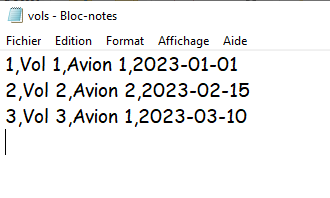 vols - Bloc-notes
Fichier Edition Format Affichage Aide
1,Vol 1,Avion 1,2023-01-01
2,Vol 2,Avion 2,2023-02-15
3,Vol 3,Avion 1,2023-03-10